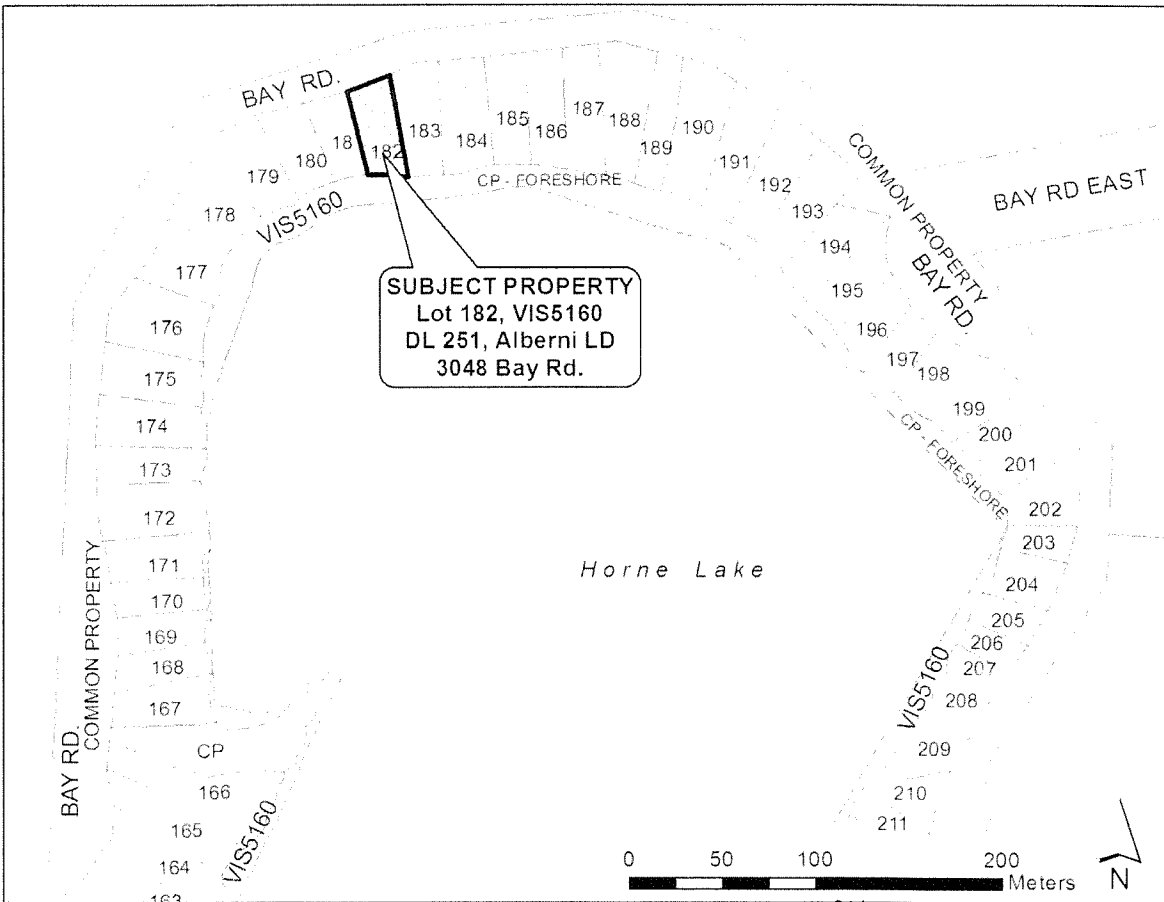 BAY RD.
179
180
18
182
183
184
185
186
187
188
189
190
191
192
193
194
195
196
197
198
199
200
201
202
203
204
205
206
207
208
209
210
211
CP - FORESHORE
COMMON PROPERTY
BAY RD.
BAY RD EAST
178
VIS5160
177
176
175
174
173
172
171
170
169
168
167
CP
166
165
164
163
SUBJECT PROPERTY
Lot 182, VIS5160
DL 251, Alberni LD
3048 Bay Rd.
CP - FORESHORE
Horne Lake
COMMON PROPERTY
BAY RD.
VIS5160
VIS5160
0 50 100 200
Meters
N